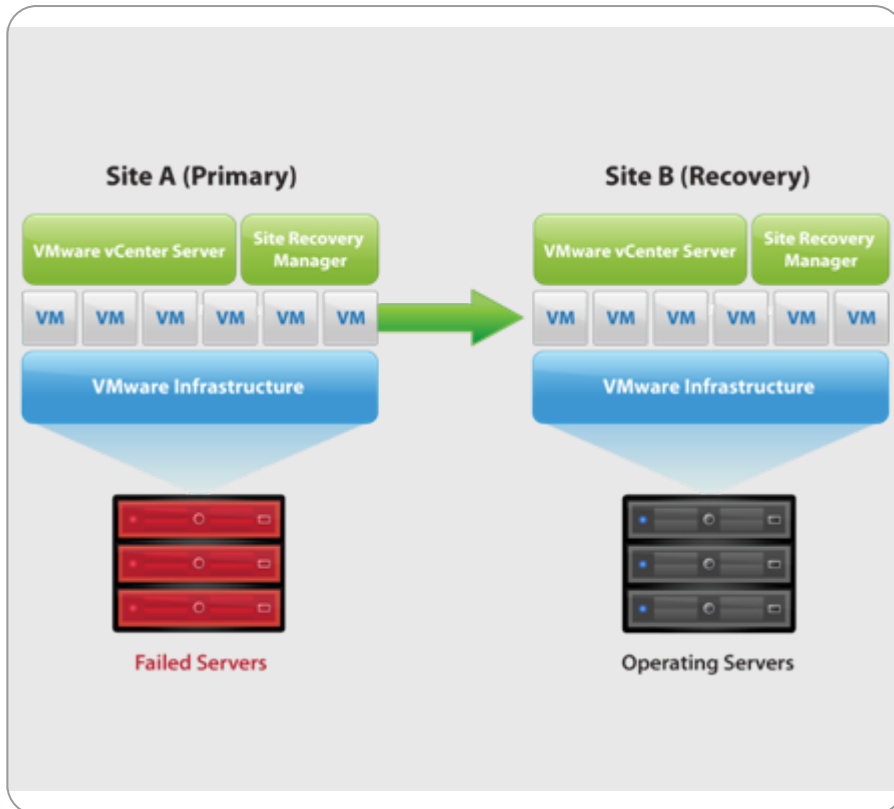 Site A (Primary)
VMware vCenter Server
Site Recovery
Manager
VM VM VM VM VM VM
VMware Infrastructure
Failed Servers
Site B (Recovery)
VMware vCenter Server
Site Recovery
Manager
VM VM VM VM VM VM
VMware Infrastructure
Operating Servers